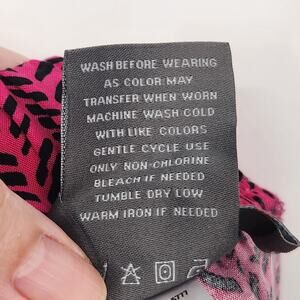 WASH BEFORE WEARING
AS COLOR MAY
TRANSFER WHEN WORN
MACHINE WASH COLD
WITH LIKE COLORS
GENTLE CYCLE USE
ONLY NON-CHLORINE
BLEACH IF NEEDED
TUMBLE DRY LOW
WARM IRON IF NEEDED